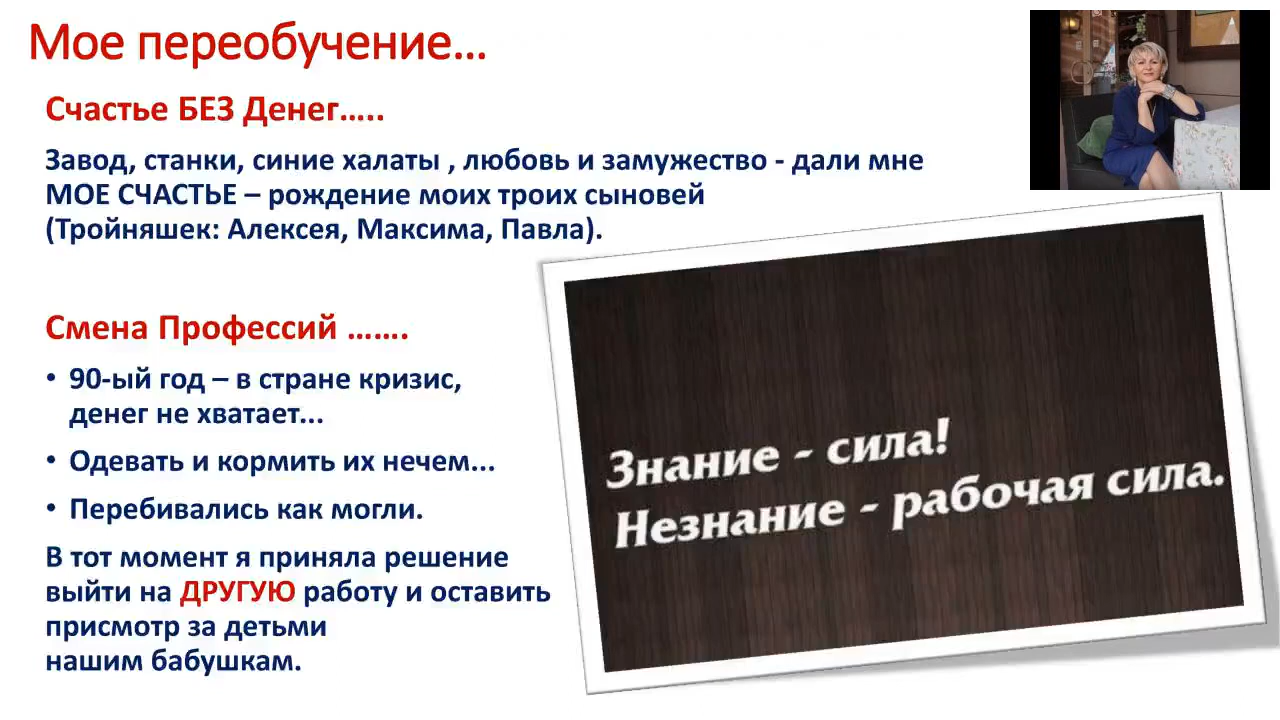 Мое переобучение...
Счастье БЕЗ Денег.....
Завод, станки, синие халаты , любовь и замужество - дали мне
МОЕ СЧАСТЬЕ – рождение моих троих сыновей
(Тройняшек: Алексея, Максима, Павла).
Смена Профессий .......
• 90-ый год – в стране кризис,
денег не хватает...
• Одевать и кормить их нечем...
• Перебивались как могли.
В тот момент я приняла решение
выйти на ДРУГУЮ работу и оставить
присмотр за детьми
нашим бабушкам.
Знание - сила!
Незнание - рабочая сила.